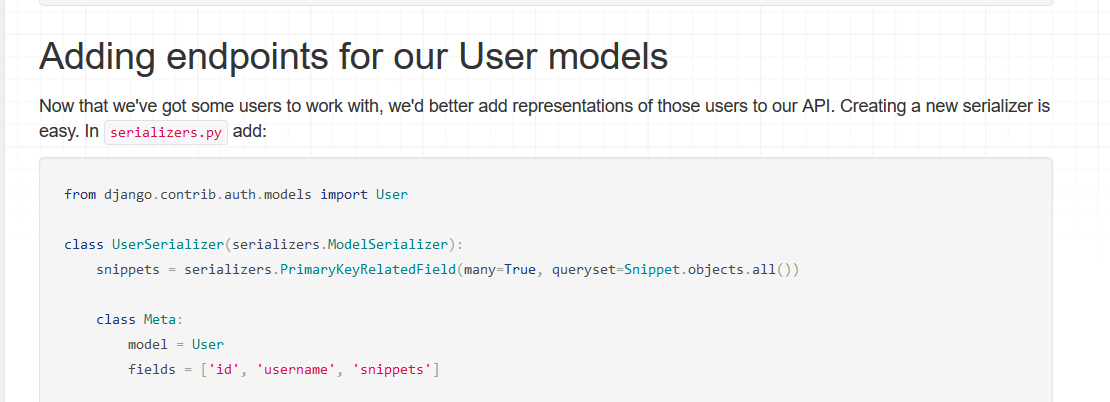 Adding endpoints for our User models
Now that we've got some users to work with, we'd better add representations of those users to our API. Creating a new serializer is
easy. In serializers.py add:
from django.contrib.auth.models import User
class UserSerializer(serializers.ModelSerializer):
    snippets = serializers.PrimaryKeyRelatedField(many=True, queryset=Snippet.objects.all())
    class Meta:
        model = User
        fields = ['id', 'username', 'snippets']